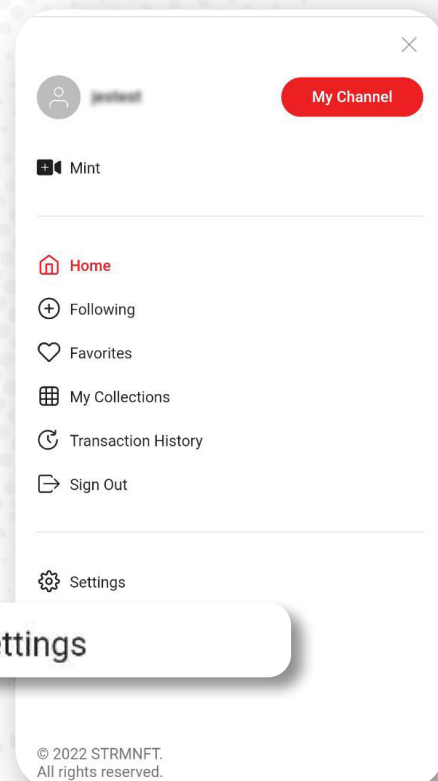 My Channel
Mint
Home
Following
Favorites
My Collections
Transaction History
Sign Out
Settings
ttings
© 2022 STRMNFT.
All rights reserved.